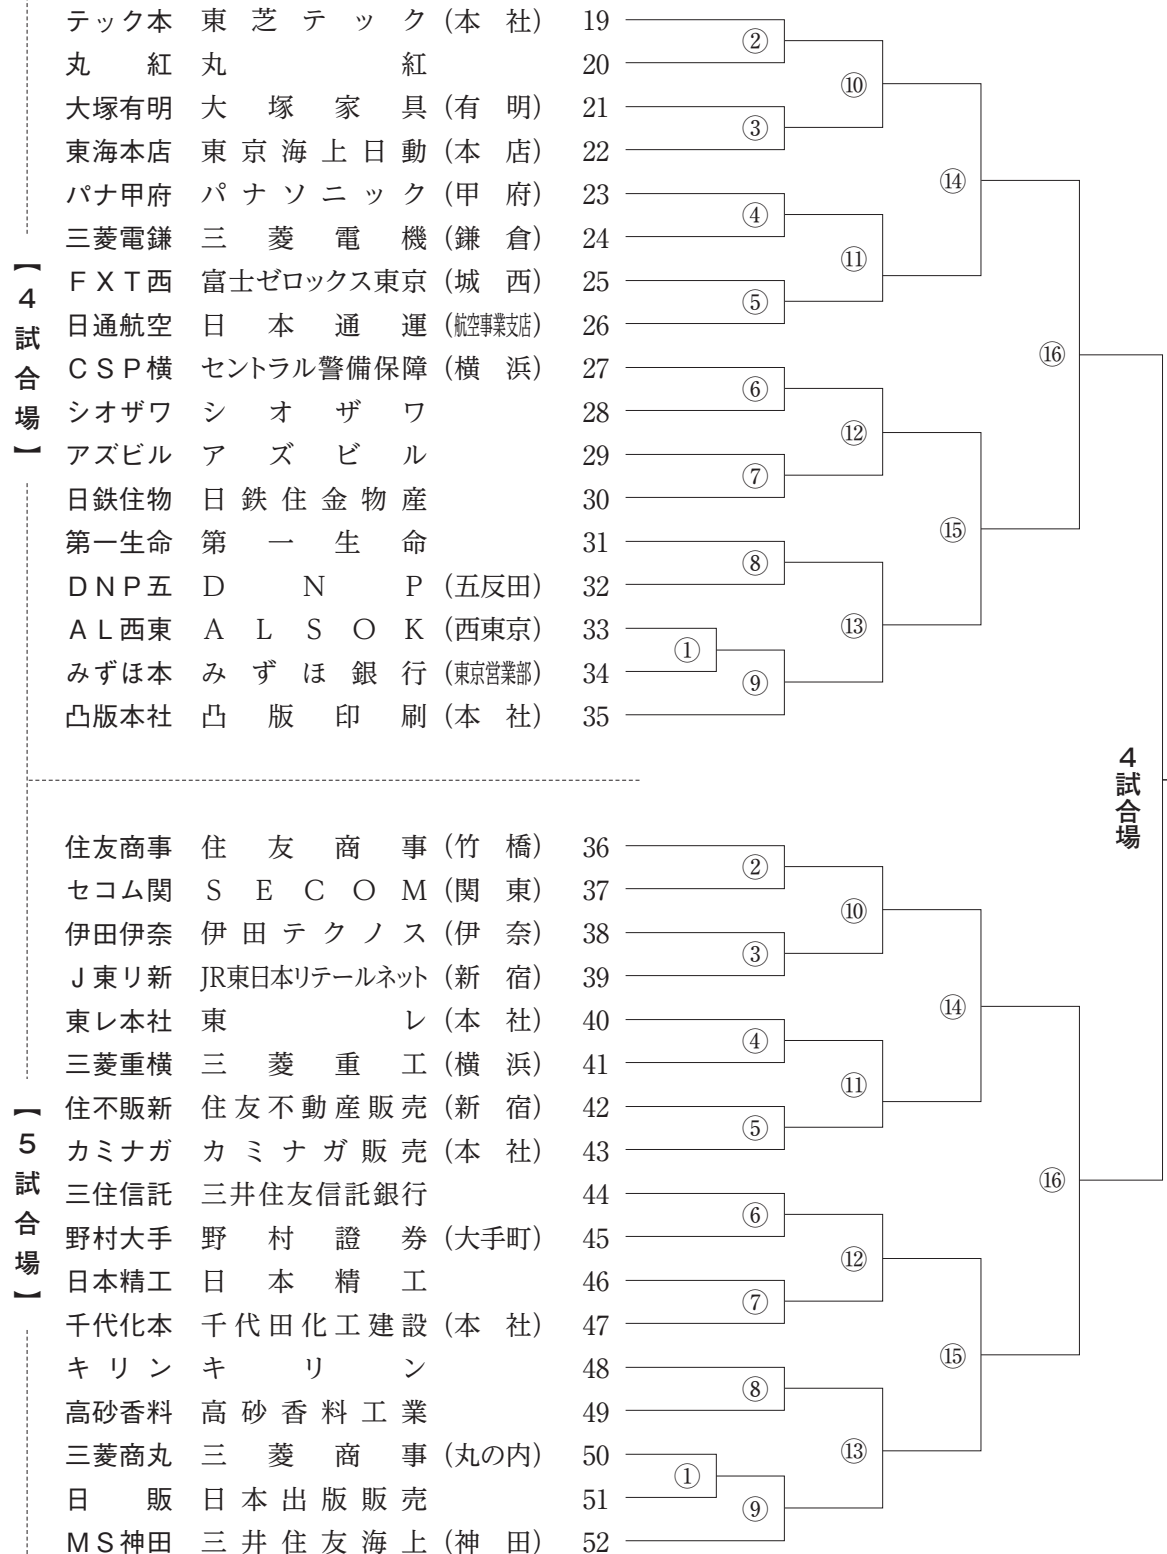 テック本 東芝テック（本社） 19
丸紅 丸紅 20
大塚有明 大塚家具（有明） 21
東海本店 東京海上日動（本店） 22
パナ甲府 パナソニック（甲府） 23
三菱電鎌 三菱電機（鎌倉） 24
ＦＸＴ西 富士ゼロックス東京（城西） 25
日通航空 日本通運（航空事業支店） 26
ＣＳＰ横 セントラル警備保障（横浜） 27
シオザワ シオザワ 28
アズビル アズビル 29
日鉄住物 日鉄住金物産 30
第一生命 第一生命 31
ＤＮＰ五 ＤＮＰ（五反田） 32
ＡＬ西東 ＡＬＳＯＫ（西東京） 33
みずほ本 みずほ銀行（東京営業部） 34
凸版本社 凸版印刷（本社） 35
【4試合場】
②
③
④
⑤
⑥
⑦
⑧
①
⑨
⑩
⑪
⑫
⑬
⑭
⑮
⑯
4試合場
住友商事 住友商事（竹橋） 36
セコム関 ＳＥＣＯＭ（関東） 37
伊田伊奈 伊田テクノス（伊奈） 38
Ｊ東リ新 JR東日本リテールネット（新宿） 39
東レ本社 東レ（本社） 40
三菱重横 三菱重工（横浜） 41
住不販新 住友不動産販売（新宿） 42
カミナガ カミナガ販売（本社） 43
三住信託 三井住友信託銀行 44
野村大手 野村證券（大手町） 45
日本精工 日本精工 46
千代化本 千代田化工建設（本社） 47
キリン キリン 48
高砂香料 高砂香料工業 49
三菱商丸 三菱商事（丸の内） 50
日販 日本出版販売 51
ＭＳ神田 三井住友海上（神田） 52
【5試合場】
②
③
④
⑤
⑥
⑦
⑧
①
⑨
⑩
⑪
⑫
⑬
⑭
⑮
⑯